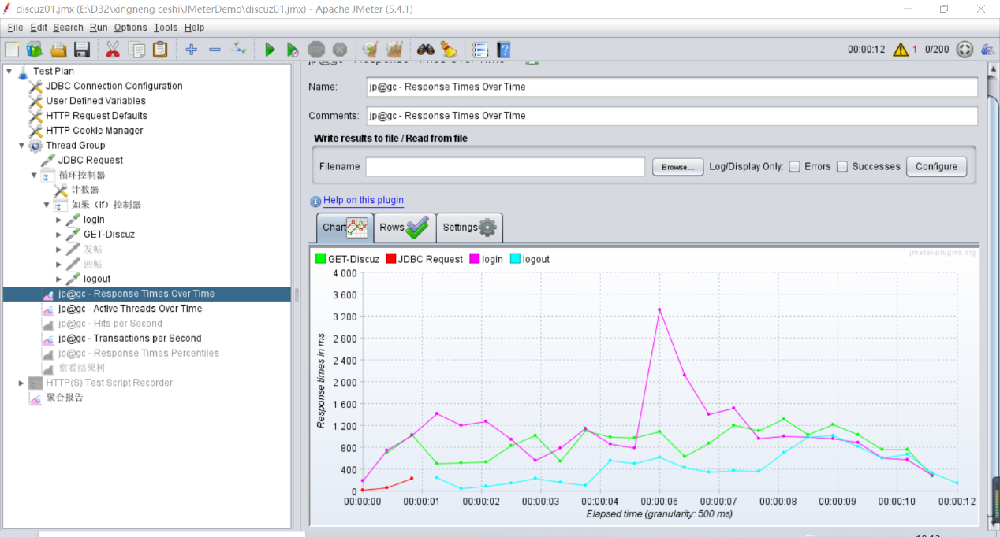 discuz01.jmx (E:\D32\xingneng ceshi\JMeterDemo\discuz01.jmx) - Apache JMeter (5.4.1)
File Edit Search Run Options Tools Help
00:00:12 1 0/200
Test Plan
JDBC Connection Configuration
User Defined Variables
HTTP Request Defaults
HTTP Cookie Manager
Thread Group
JDBC Request
循环控制器
计数器
如果（If）控制器
login
GET-Discuz
发帖
回帖
logout
jp@gc - Response Times Over Time
jp@gc - Active Threads Over Time
jp@gc - Hits per Second
jp@gc - Transactions per Second
jp@gc - Response Times Percentiles
察看结果树
HTTP(S) Test Script Recorder
聚合报告
jp@gc - Response Times Over Time
Name: jp@gc - Response Times Over Time
Comments: jp@gc - Response Times Over Time
Write results to file / Read from file
Filename Browse... Log/Display Only: Errors Successes Configure
Help on this plugin
Chart Rows Settings
GET-Discuz JDBC Request login logout
jmeter-plugins.org
4 000
3 600
3 200
2 800
2 400
2 000
1 600
1 200
800
400
0
Response times in ms
00:00:00 00:00:01 00:00:02 00:00:03 00:00:04 00:00:06 00:00:07 00:00:08 00:00:09 00:00:10 00:00:12
Elapsed time (granularity: 500 ms)